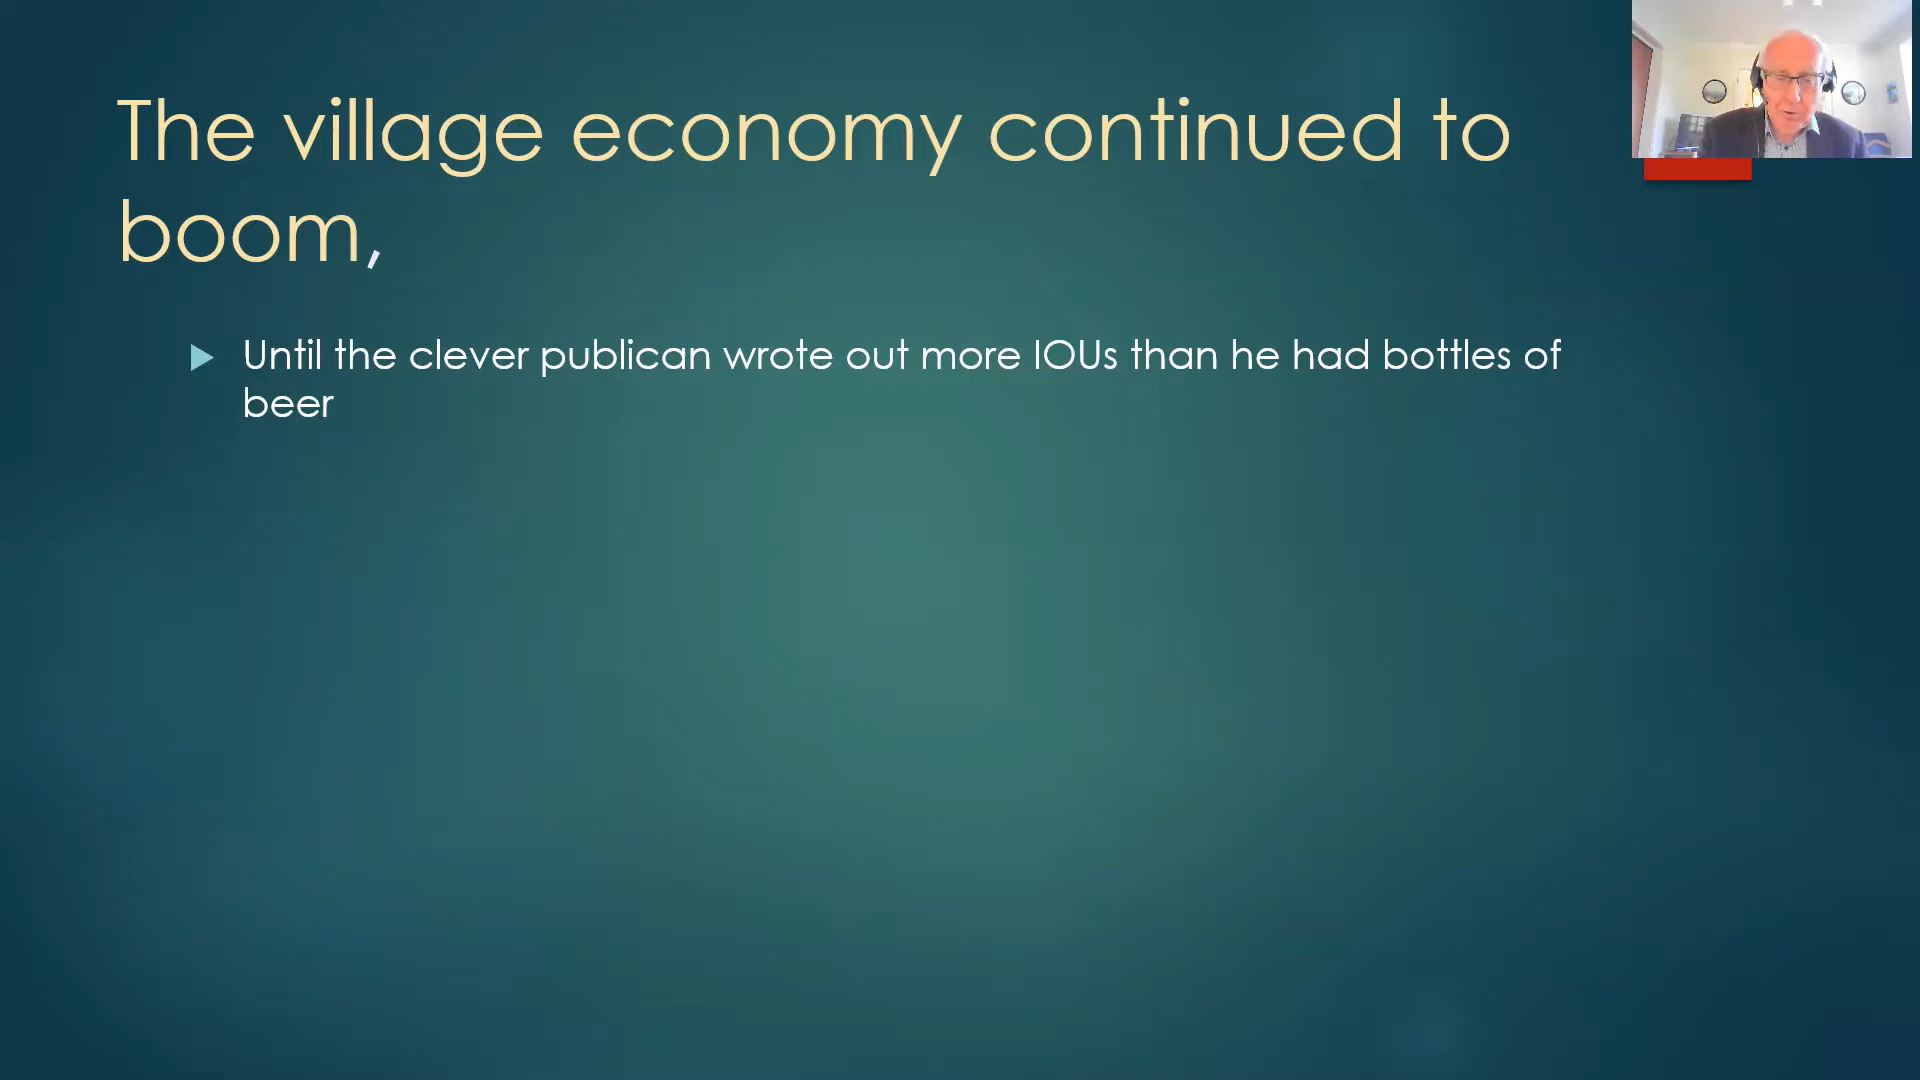 The village economy continued to
boom,
Until the clever publican wrote out more IOUs than he had bottles of
beer